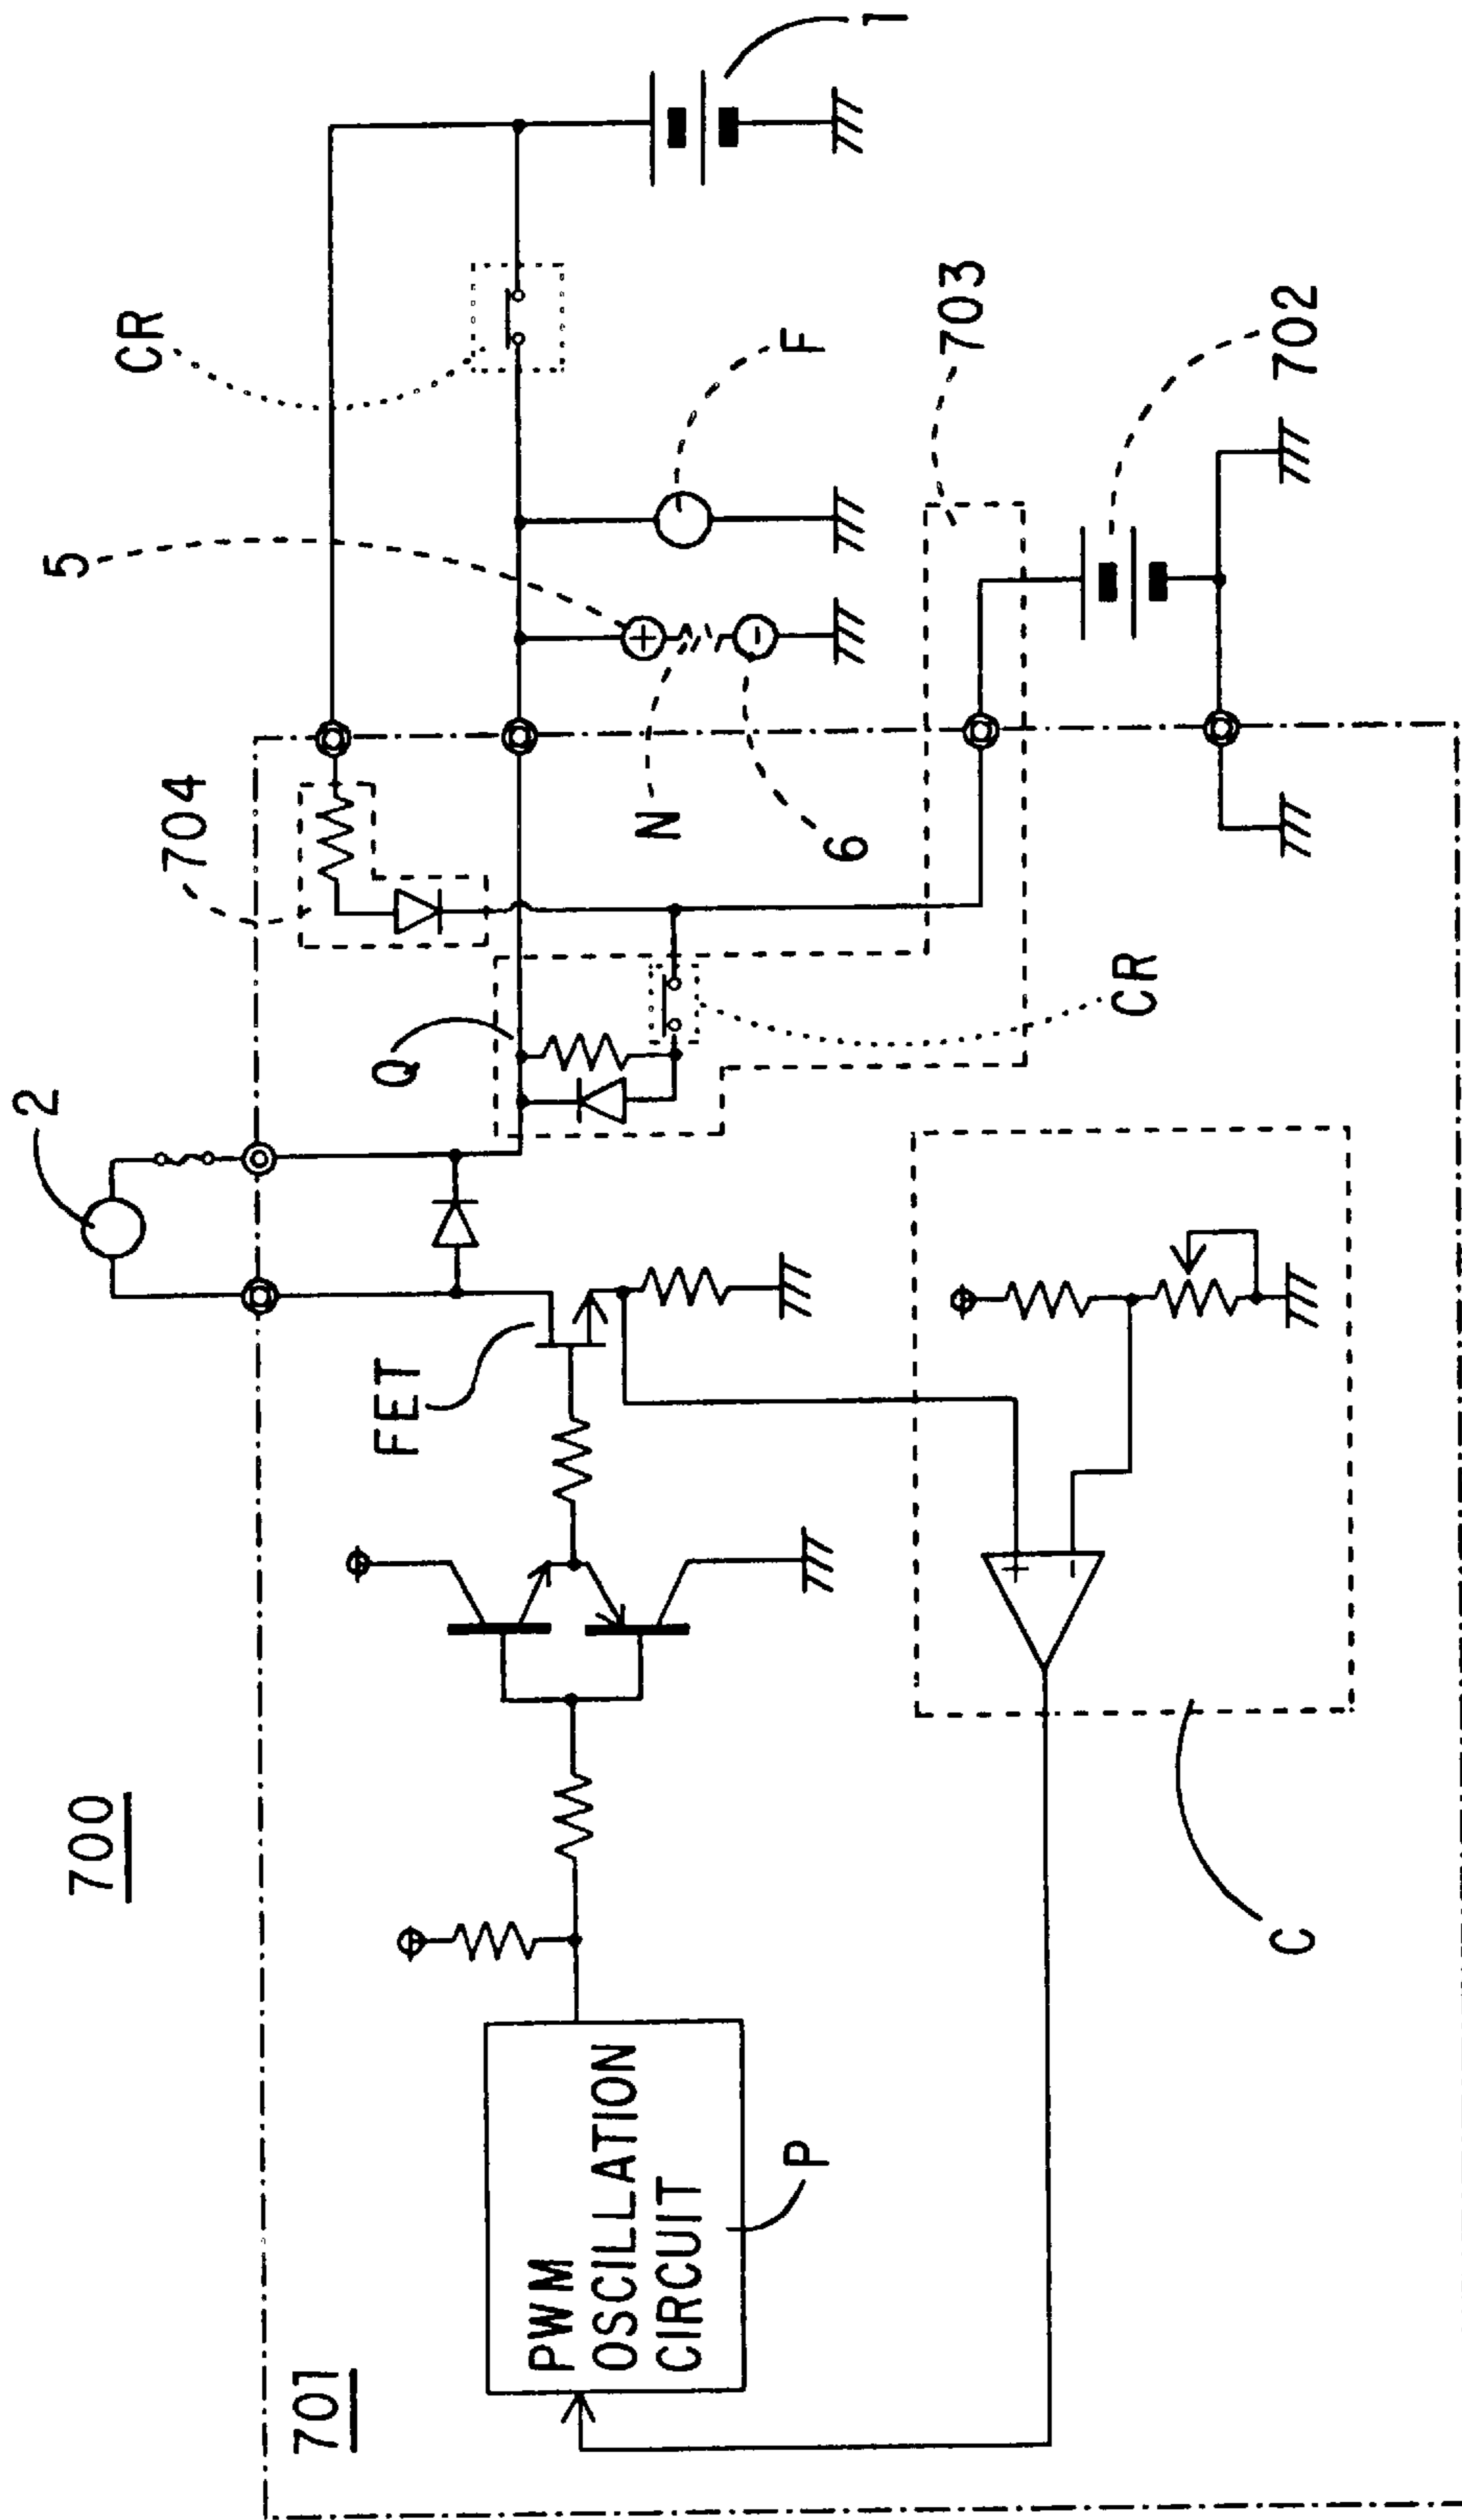 700
701
PWM
OSCILLATION
CIRCUIT
P
C
FET
2
Q
704
CR
N
6
5
F
703
702
CR
1